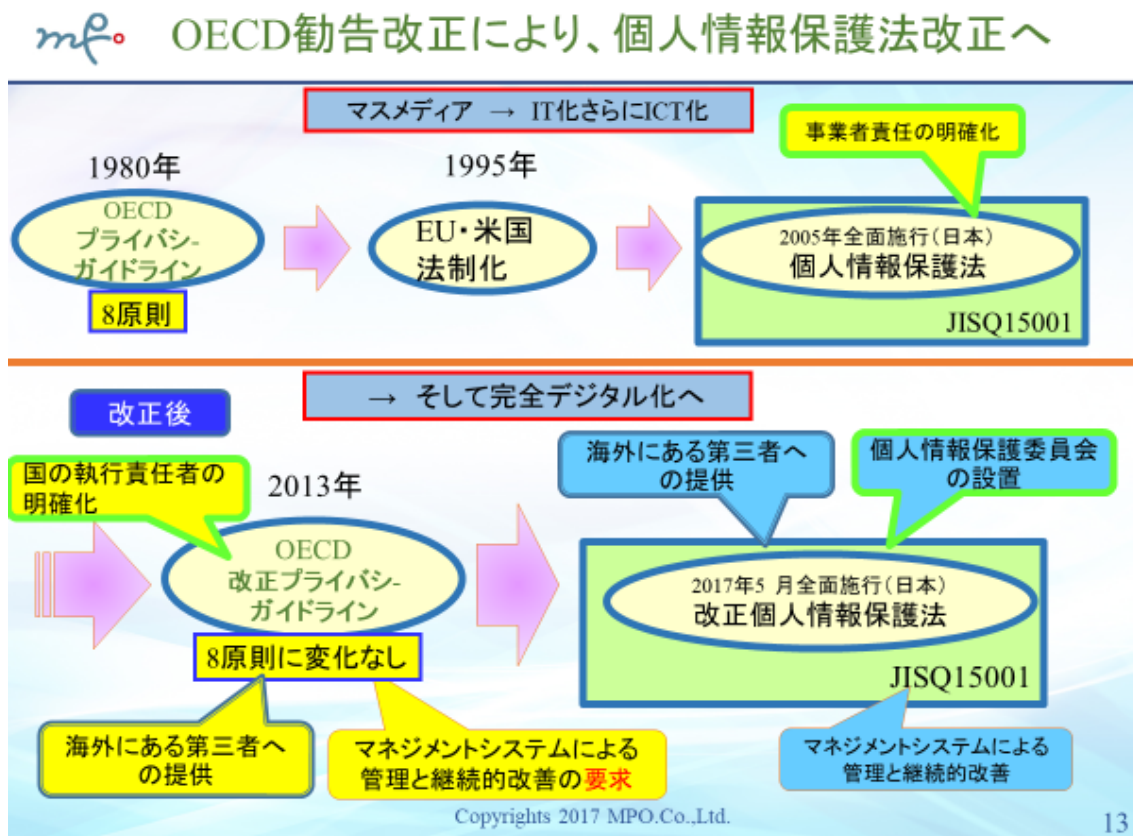 mpo
OECD勧告改正により、個人情報保護法改正へ
マスメディア → IT化さらにICT化
事業者責任の明確化
1980年
1995年
OECD
プライバシ-
ガイドライン
8原則
EU・米国
法制化
2005年全面施行(日本)
個人情報保護法
JISQ15001
→ そして完全デジタル化へ
改正後
国の執行責任者の
明確化
2013年
海外にある第三者へ
の提供
個人情報保護委員会
の設置
OECD
改正プライバシ-
ガイドライン
8原則に変化なし
2017年5 月全面施行(日本)
改正個人情報保護法
JISQ15001
海外にある第三者へ
の提供
マネジメントシステムによる
管理と継続的改善の要求
マネジメントシステムによる
管理と継続的改善
Copyrights 2017 MPO.Co.,Ltd.
13